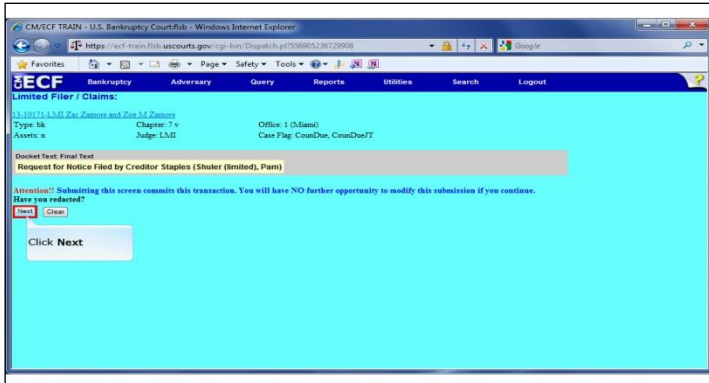 CM/ECF TRAIN - U.S. Bankruptcy Court:flsb - Windows Internet Explorer
https://ecf-train.flsb.uscourts.gov/cgi-bin/Dispatch.pl?556905236729908
Google
Favorites Page Safety Tools
ECF Bankruptcy Adversary Query Reports Utilities Search Logout ?
Limited Filer / Claims:
13-10171-LMI Zac Zamore and Zoe M Zamore
Type: bk Chapter: 7 v Office: 1 (Miami)
Assets: n Judge: LMI Case Flag: CounDue, CounDueJT
Docket Text: Final Text
Request for Notice Filed by Creditor Staples (Shuler (limited), Pam)
Attention!! Submitting this screen commits this transaction. You will have NO further opportunity to modify this submission if you continue.
Have you redacted?
Next Clear
Click Next